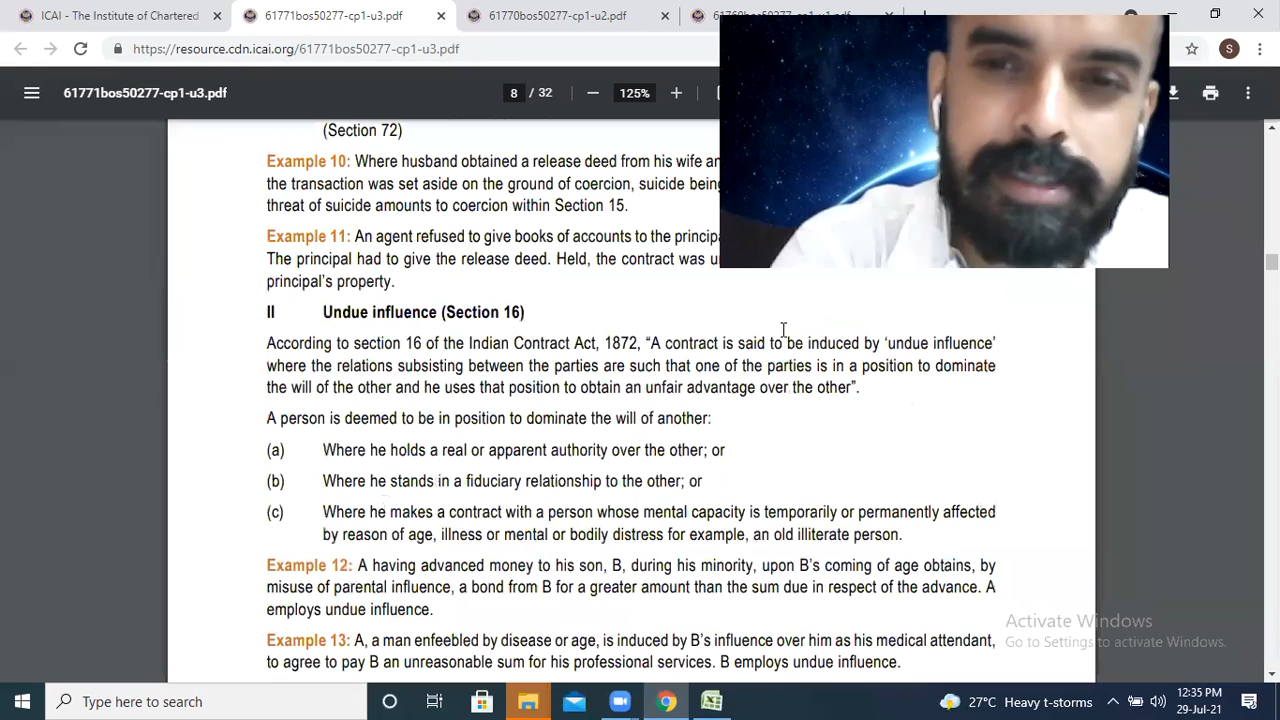 ICAI - The Institute of Chartered
61771bos50277-cp1-u3.pdf
61770bos50277-cp1-u2.pdf
https://resource.cdn.icai.org/61771bos50277-cp1-u3.pdf
S
61771bos50277-cp1-u3.pdf
8 / 32
125%
(Section 72)
Example 10: Where husband obtained a release deed from his wife
the transaction was set aside on the ground of coercion, suicide being
threat of suicide amounts to coercion within Section 15.
Example 11: An agent refused to give books of accounts to the
The principal had to give the release deed. Held, the contract was
principal's property.
II Undue influence (Section 16)
According to section 16 of the Indian Contract Act, 1872, “A contract is said to be induced by ‘undue influence’
where the relations subsisting between the parties are such that one of the parties is in a position to dominate
the will of the other and he uses that position to obtain an unfair advantage over the other”.
A person is deemed to be in position to dominate the will of another:
(a) Where he holds a real or apparent authority over the other; or
(b) Where he stands in a fiduciary relationship to the other; or
(c) Where he makes a contract with a person whose mental capacity is temporarily or permanently affected
by reason of age, illness or mental or bodily distress for example, an old illiterate person.
Example 12: A having advanced money to his son, B, during his minority, upon B's coming of age obtains, by
misuse of parental influence, a bond from B for a greater amount than the sum due in respect of the advance. A
employs undue influence.
Example 13: A, a man enfeebled by disease or age, is induced by B's influence over him as his medical attendant,
to agree to pay B an unreasonable sum for his professional services. B employs undue influence.
Activate Windows
Go to Settings to activate Windows.
Type here to search
27°C Heavy t-storms
12:35 PM
29-Jul-21